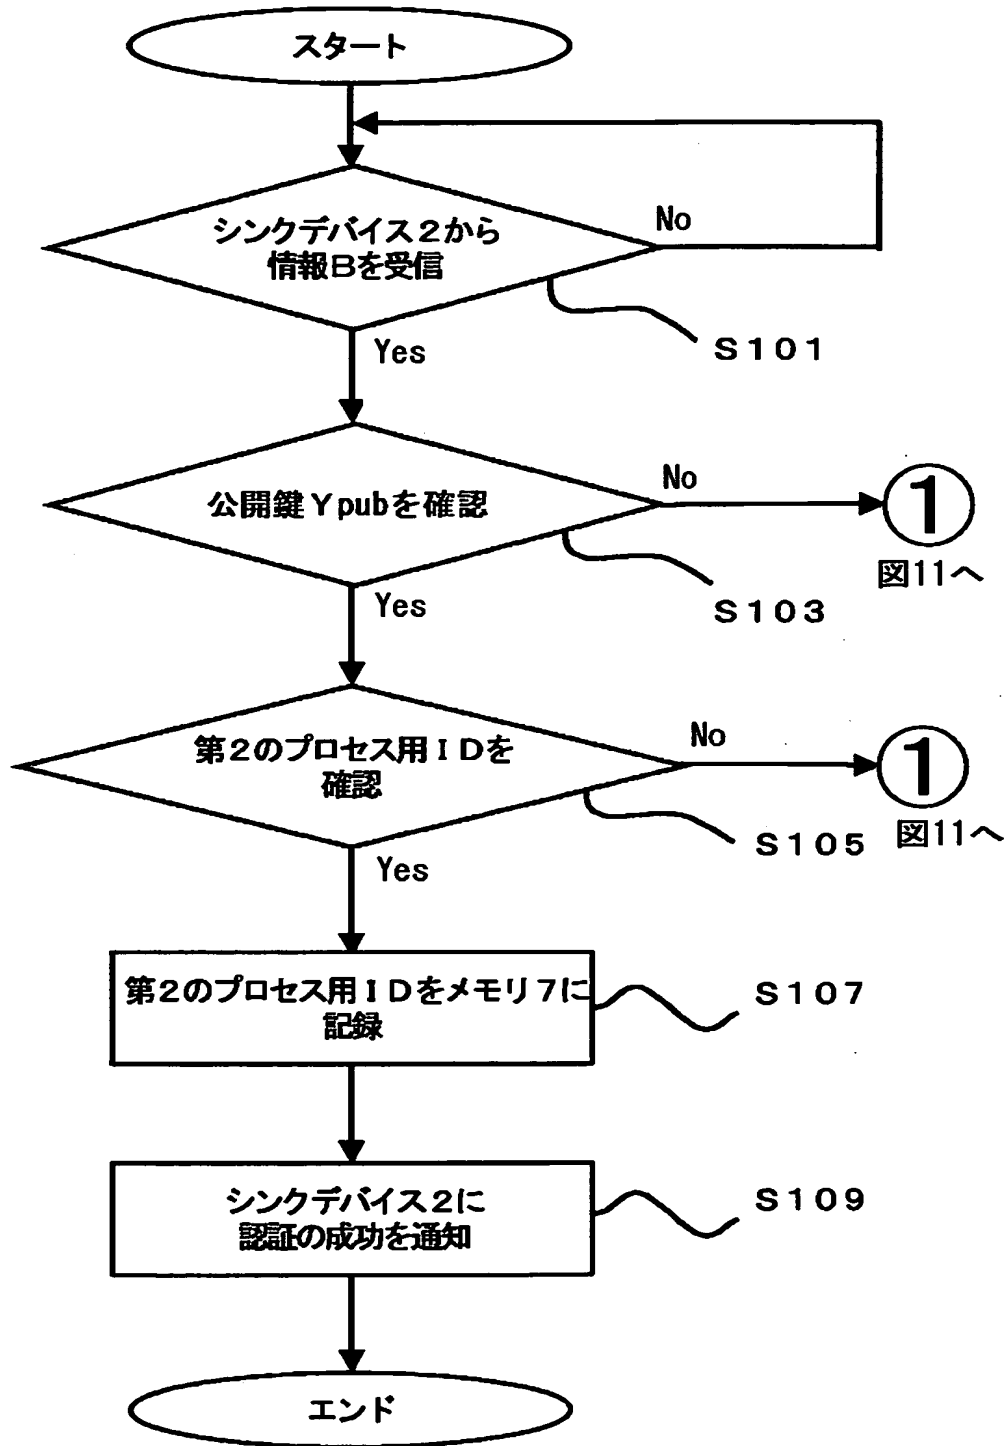 スタート
シンクデバイス2から
情報Bを受信
No
S101
Yes
公開鍵Ypubを確認
No
1
図11へ
S103
Yes
第2のプロセス用IDを
確認
No
1
図11へ
S105
Yes
第2のプロセス用IDをメモリ7に
記録
S107
シンクデバイス2に
認証の成功を通知
S109
エンド